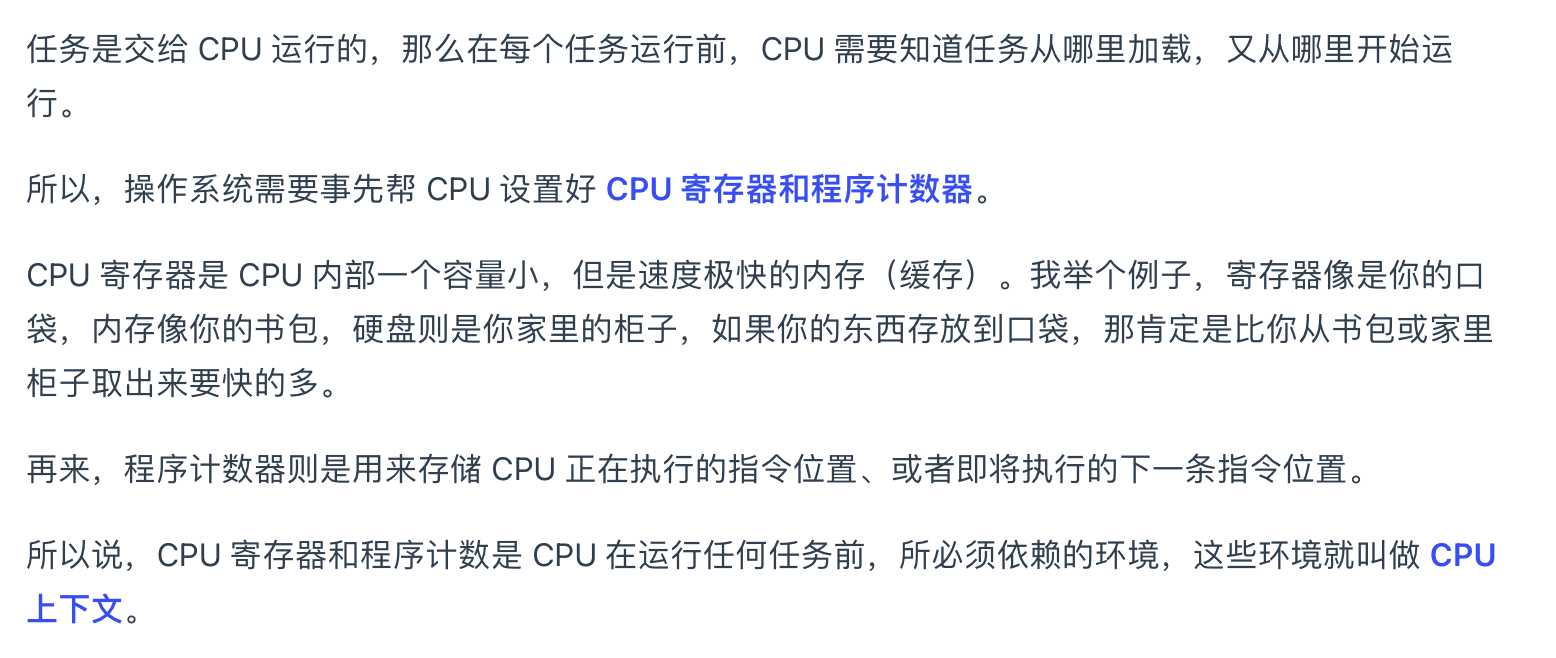 任务是交给 CPU 运行的，那么在每个任务运行前，CPU 需要知道任务从哪里加载，又从哪里开始运
行。
所以，操作系统需要事先帮 CPU 设置好 CPU 寄存器和程序计数器。
CPU 寄存器是 CPU 内部一个容量小，但是速度极快的内存（缓存）。我举个例子，寄存器像是你的口
袋，内存像你的书包，硬盘则是你家里的柜子，如果你的东西存放到口袋，那肯定是比你从书包或家里
柜子取出来要快的多。
再来，程序计数器则是用来存储 CPU 正在执行的指令位置、或者即将执行的下一条指令位置。
所以说，CPU 寄存器和程序计数是 CPU 在运行任何任务前，所必须依赖的环境，这些环境就叫做 CPU
上下文。